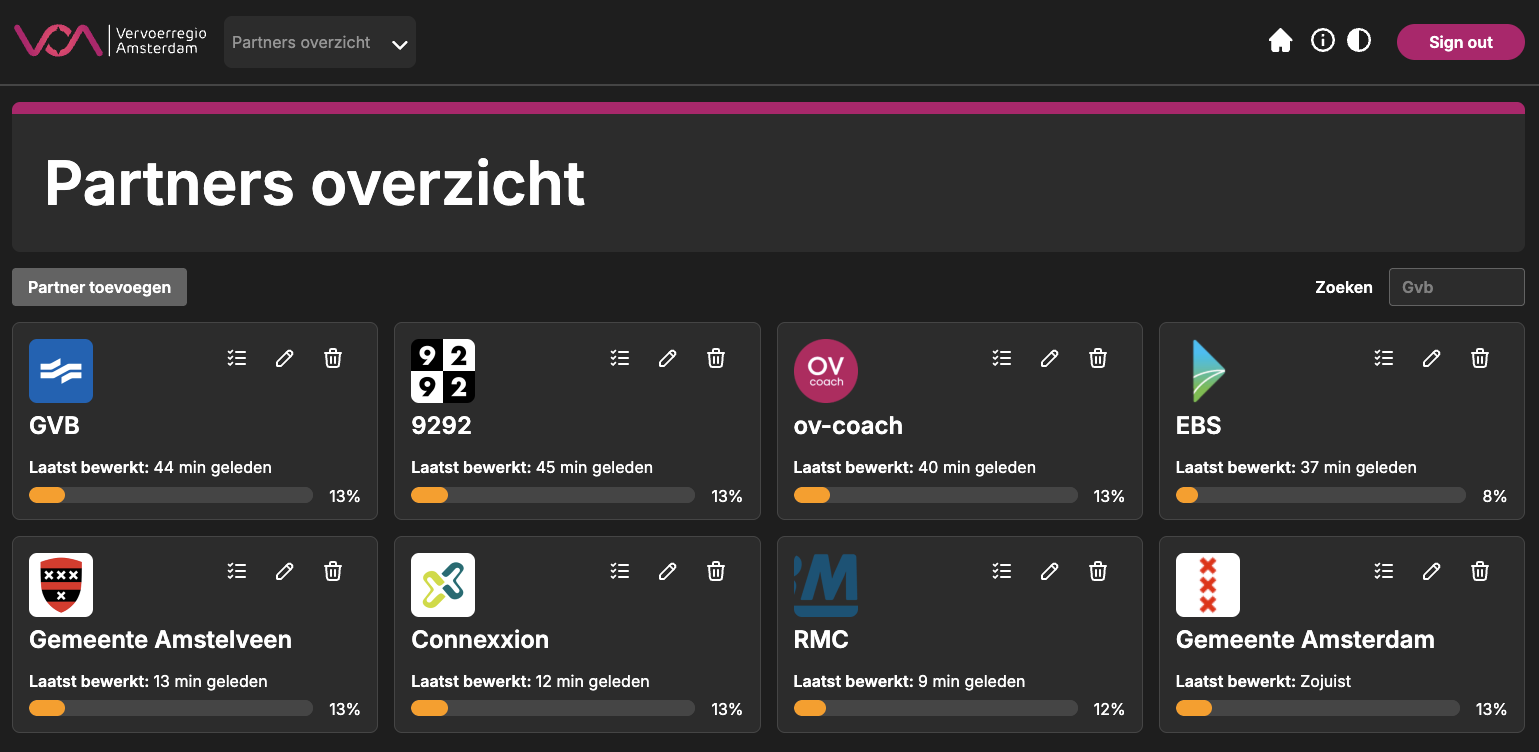 Vervoerregio
Amsterdam
Partners overzicht
Sign out
Partners overzicht
Partner toevoegen
Zoeken
Gvb
GVB
Laatst bewerkt: 44 min geleden
13%
9 2
9 2
9292
Laatst bewerkt: 45 min geleden
13%
OV
coach
ov-coach
Laatst bewerkt: 40 min geleden
13%
EBS
Laatst bewerkt: 37 min geleden
8%
Gemeente Amstelveen
Laatst bewerkt: 13 min geleden
13%
Connexxion
Laatst bewerkt: 12 min geleden
13%
M
RMC
Laatst bewerkt: 9 min geleden
12%
Gemeente Amsterdam
Laatst bewerkt: Zojuist
13%